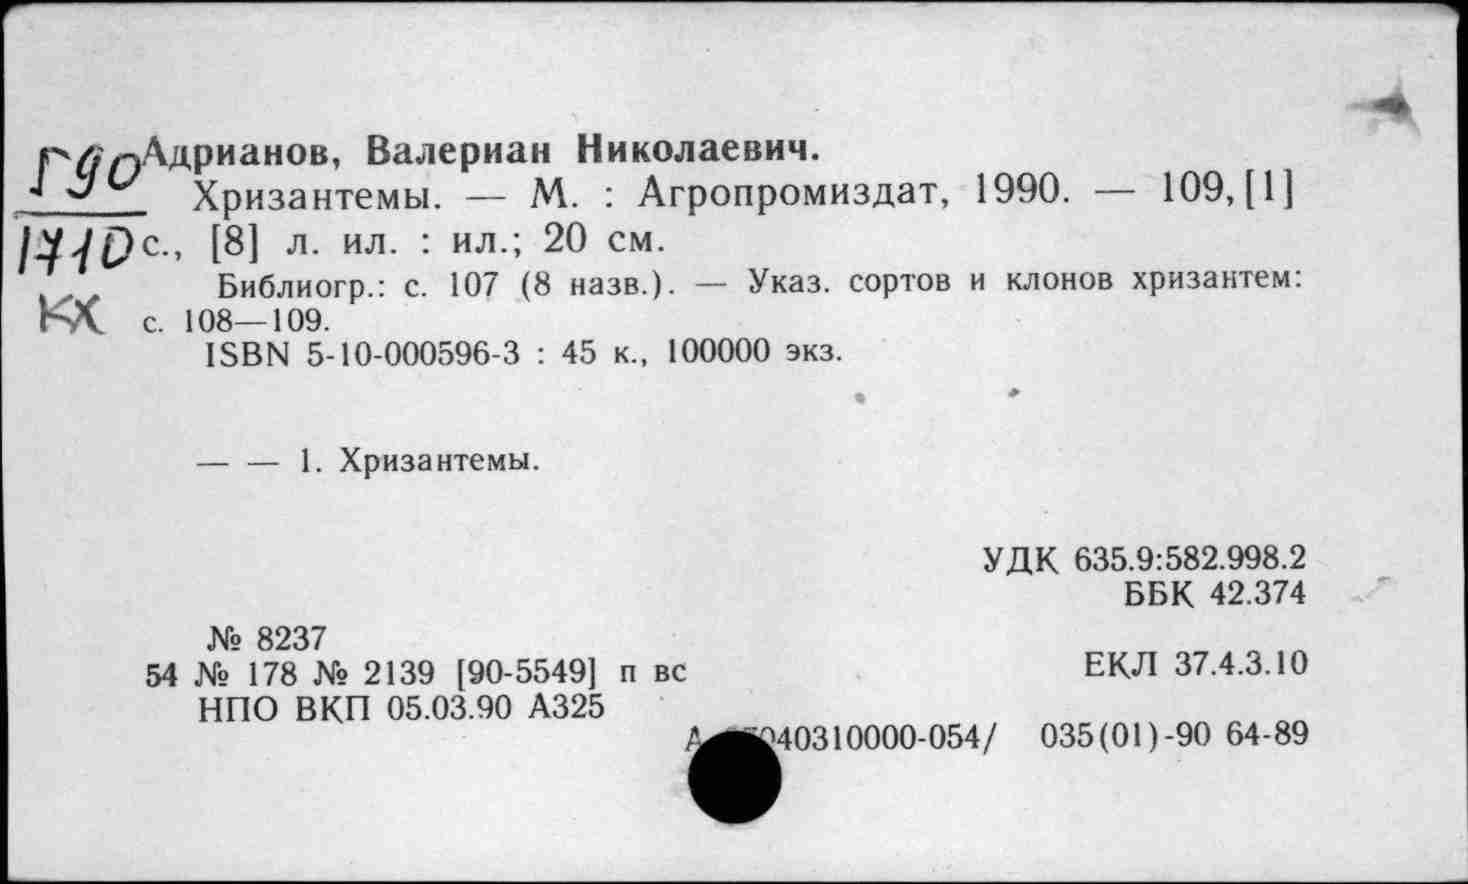 Г90
Адрианов, Валериан Николаевич.
Хризантемы. — М. : Агропромиздат, 1990. — 109, [1]
с., [8] л. ил. : ил.; 20 см.
Библиогр.: с. 107 (8 назв.). — Указ. сортов и клонов хризантем:
КХ с. 108—109.
ISBN 5-10-000596-3 : 45 к., 100000 экз.
— — 1. Хризантемы.
УДК 635.9:582.998.2
ББК 42.374
№ 8237
54 № 178 № 2139 [90-5549] п вс
ЕКЛ 37.4.3.10
НПО ВКП 05.03.90 А325
40310000-054/ 035(01)-90 64-89